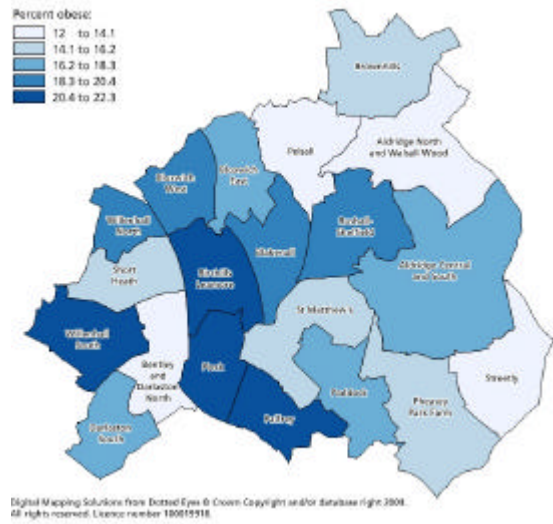 Percent obese:
12 to 14.1
14.1 to 16.2
16.2 to 18.3
18.3 to 20.4
20.4 to 22.3
Brownhills
Aldridge North
and Walsall Wood
Pelsall
Bloxwich
East
Bloxwich
West
Willenhall
North
Rushall-
Shelfield
Blakenall
Aldridge Central
and South
Short
Heath
Birchills
Leamore
St Matthew's
Willenhall
South
Bentley
and
Darlaston
North
Pleck
Paddock
Streetly
Pheasey
Park Farm
Palfrey
Darlaston
South
Digital Mapping Solutions from Dotted Eyes © Crown Copyright and/or database right 2008.
All rights reserved. Licence number 100019918.